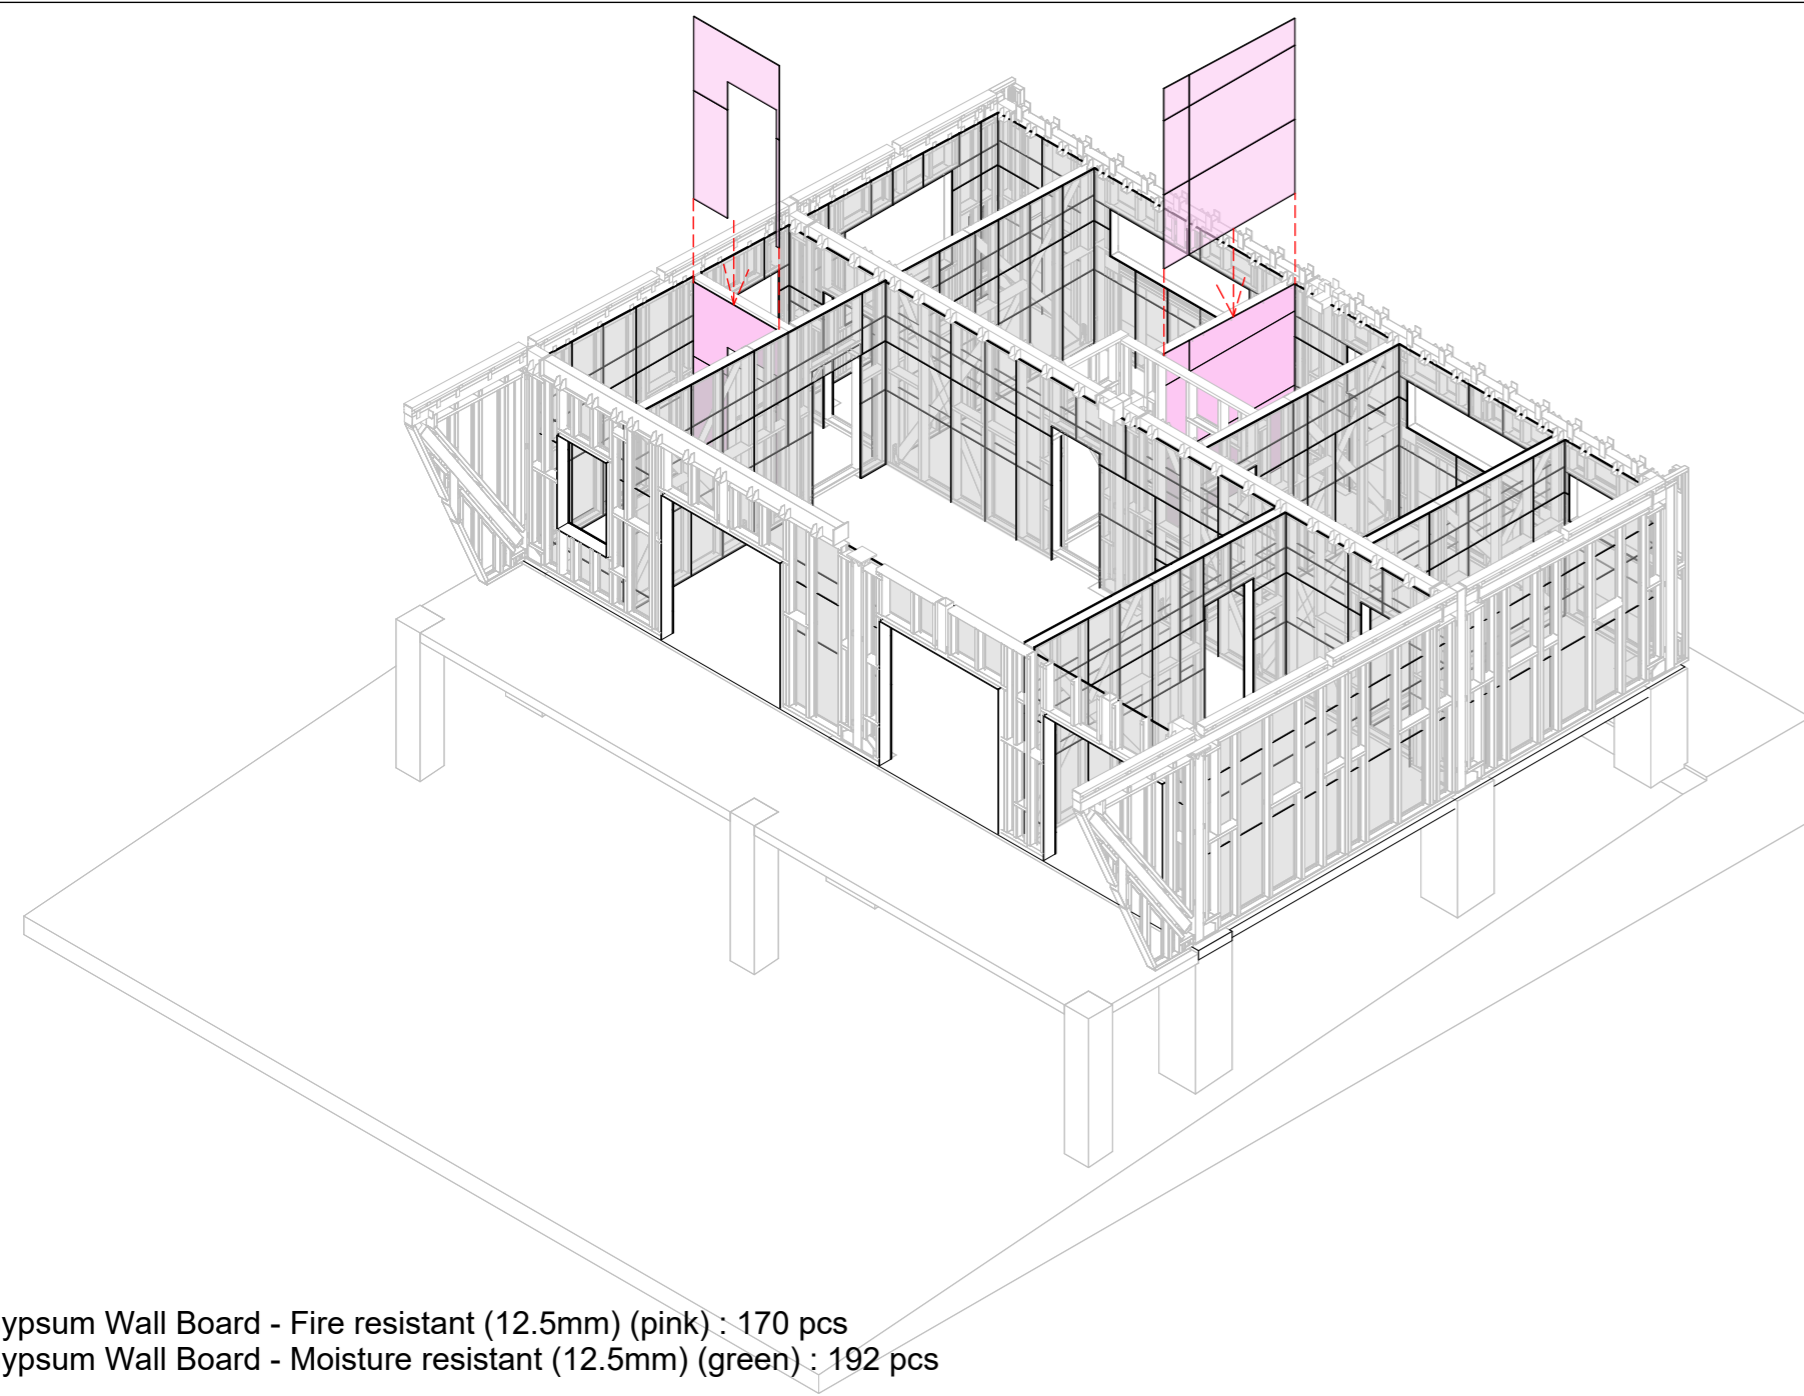 ypsum Wall Board - Fire resistant (12.5mm) (pink) : 170 pcs
ypsum Wall Board - Moisture resistant (12.5mm) (green) : 192 pcs